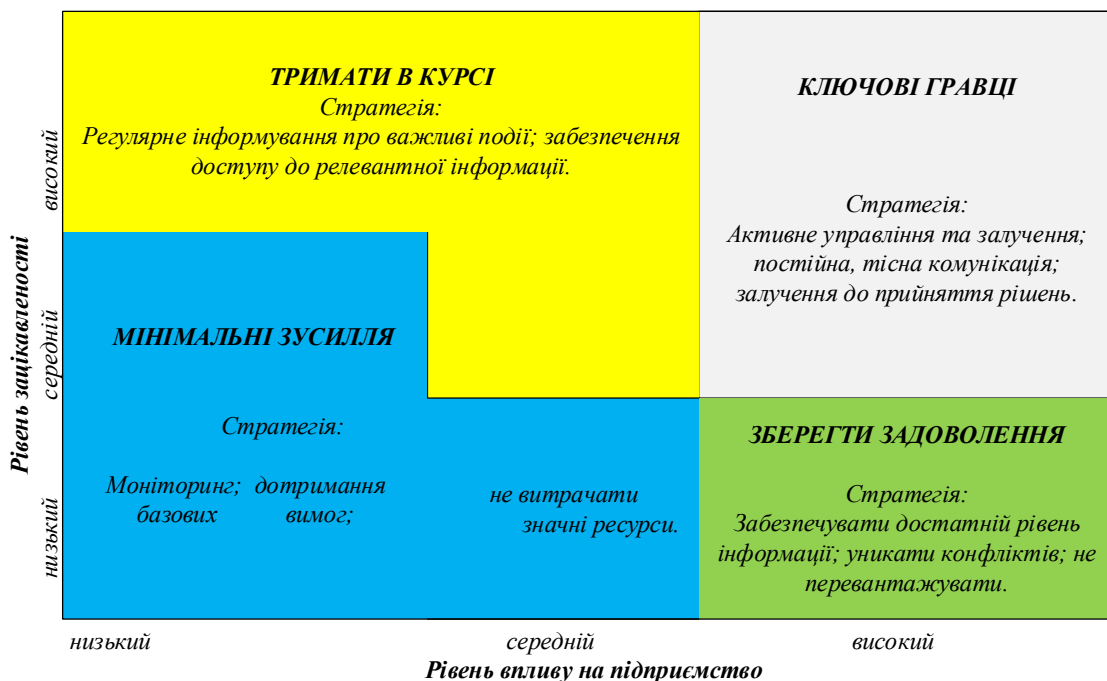 ТРИМАТИ В КУРСІ
Стратегія:
Регулярне інформування про важливі події; забезпечення
доступу до релевантної інформації.
КЛЮЧОВІ ГРАВЦІ
Стратегія:
Активне управління та залучення;
постійна, тісна комунікація;
залучення до прийняття рішень.
МІНІМАЛЬНІ ЗУСИЛЛЯ
Стратегія:
Моніторинг; дотримання
базових вимог;
не витрачати
значні ресурси.
ЗБЕРЕГТИ ЗАДОВОЛЕННЯ
Стратегія:
Забезпечувати достатній рівень
інформації; уникати конфліктів; не
перевантажувати.
Рівень зацікавленості
високий
середній
низький
низький
середній
високий
Рівень впливу на підприємство